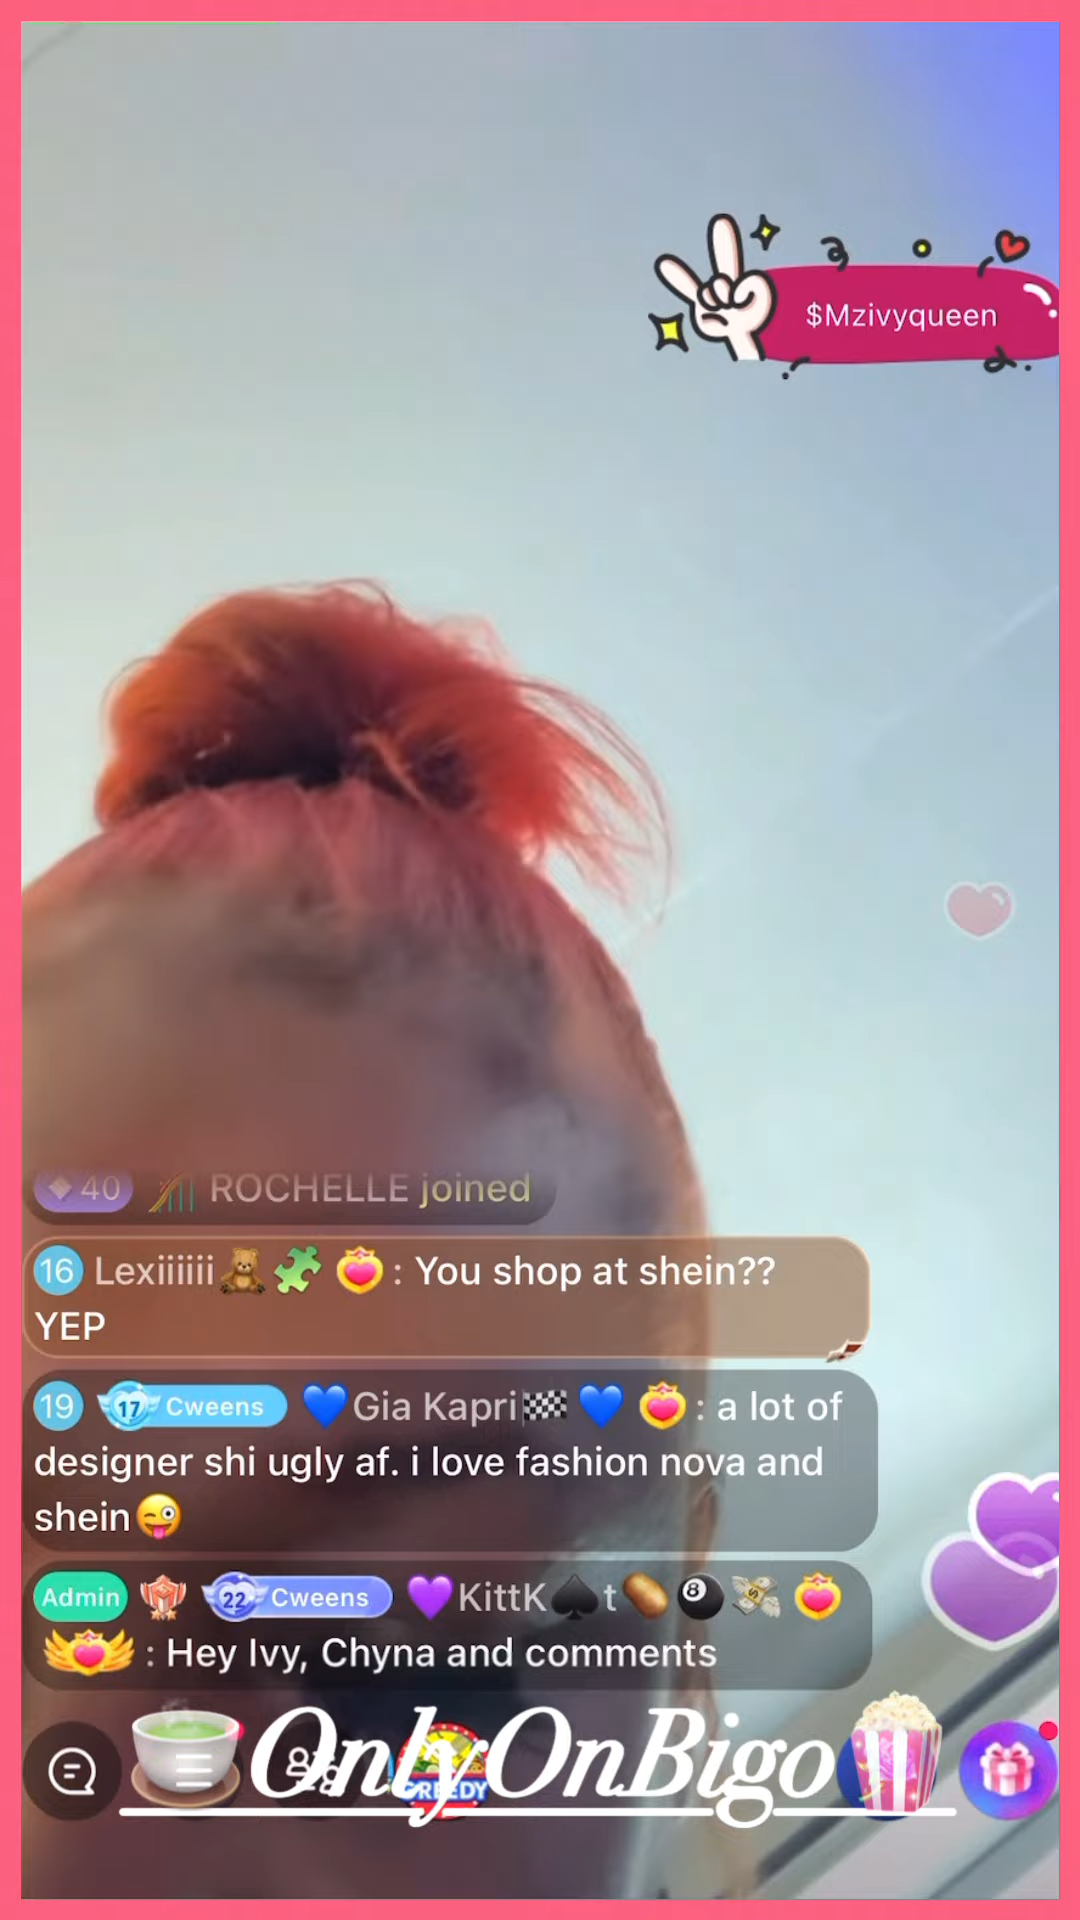 $Mzivyqueen
40 ROCHELLE joined
16 Lexiiiiii🧸🧩 : You shop at shein??
YEP
19 17 Cweens 💙Gia Kapri🏁💙 : a lot of
designer shi ugly af. i love fashion nova and
shein😜
Admin 22 Cweens 💜KittK♠️t🥔🎱💸
: Hey Ivy, Chyna and comments
🍵OnlyOnBigo🍿
GREEDY